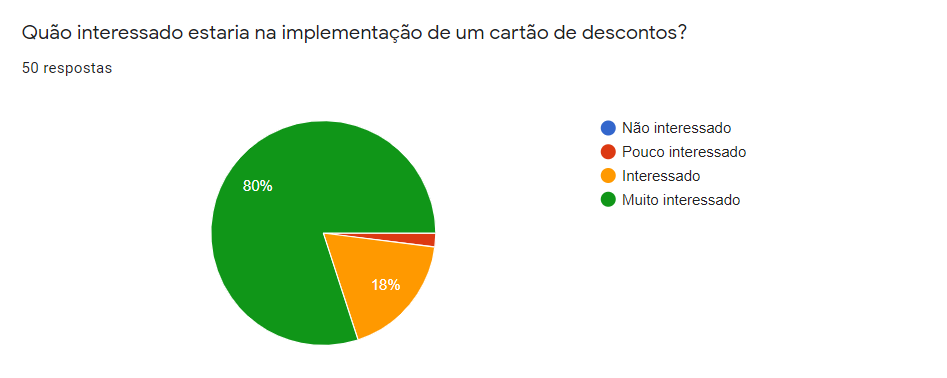 Quão interessado estaria na implementação de um cartão de descontos?
50 respostas
80%
18%
Não interessado
Pouco interessado
Interessado
Muito interessado